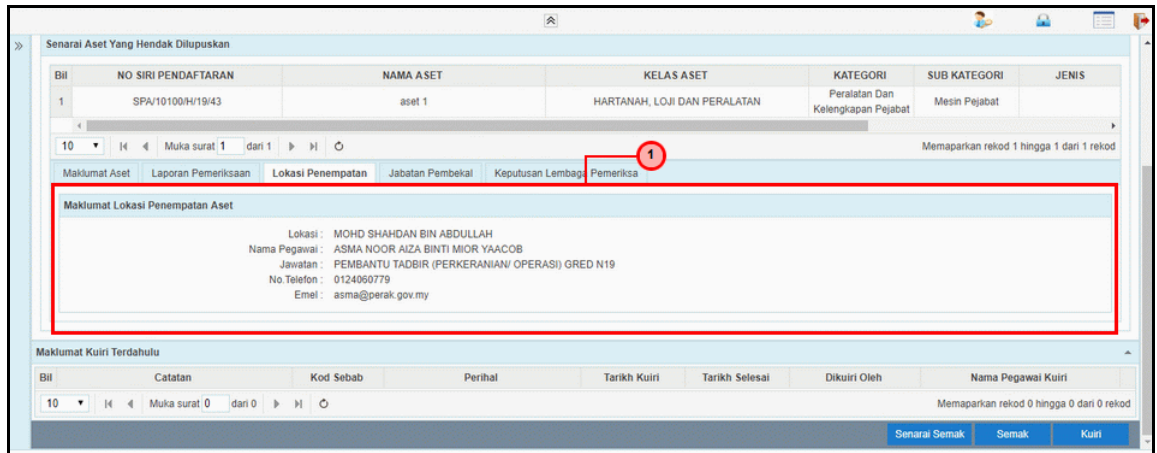 Senarai Aset Yang Hendak Dilupuskan
Bil NO SIRI PENDAFTARAN NAMA ASET KELAS ASET KATEGORI SUB KATEGORI JENIS
1 SPA/10100/H/19/43 aset 1 HARTANAH, LOJI DAN PERALATAN Peralatan Dan Kelengkapan Pejabat Mesin Pejabat
10 Muka surat 1 dari 1 Memaparkan rekod 1 hingga 1 dari 1 rekod
1
Maklumat Aset Laporan Pemeriksaan Lokasi Penempatan Jabatan Pembekal Keputusan Lembaga Pemeriksa
Maklumat Lokasi Penempatan Aset
Lokasi : MOHD SHAHDAN BIN ABDULLAH
Nama Pegawai : ASMA NOOR AIZA BINTI MIOR YAACOB
Jawatan : PEMBANTU TADBIR (PERKERANIAN/ OPERASI) GRED N19
No.Telefon : 0124060779
Emel : asma@perak.gov.my
Maklumat Kuiri Terdahulu
Bil Catatan Kod Sebab Perihal Tarikh Kuiri Tarikh Selesai Dikuiri Oleh Nama Pegawai Kuiri
10 Muka surat 0 dari 0 Memaparkan rekod 0 hingga 0 dari 0 rekod
Senarai Semak Semak Kuiri